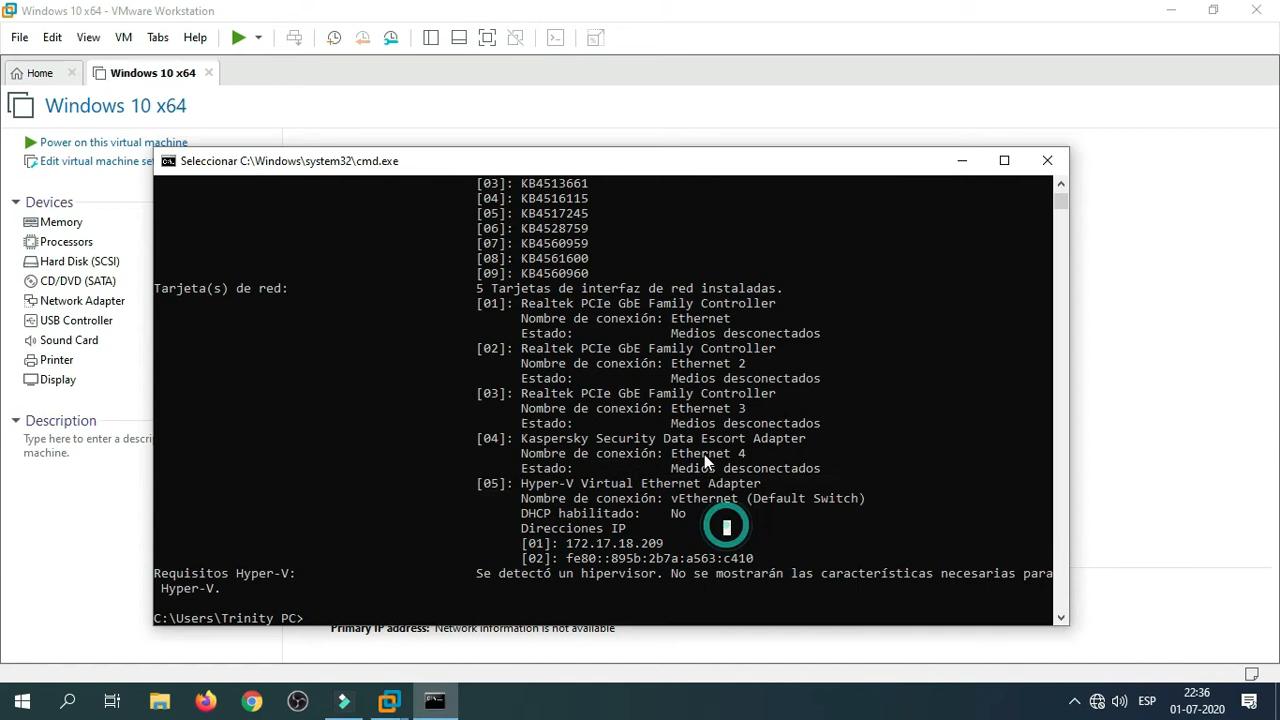 Windows 10 x64 - VMware Workstation
File Edit View VM Tabs Help
Home Windows 10 x64
Windows 10 x64
Power on this virtual machine
Edit virtual machine se
Devices
Memory
Processors
Hard Disk (SCSI)
CD/DVD (SATA)
Network Adapter
USB Controller
Sound Card
Printer
Display
Description
Type here to enter a descri
machine.
Seleccionar C:\Windows\system32\cmd.exe
[03]: KB4513661
[04]: KB4516115
[05]: KB4517245
[06]: KB4528759
[07]: KB4560959
[08]: KB4561600
[09]: KB4560960
Tarjeta(s) de red: 5 Tarjetas de interfaz de red instaladas.
[01]: Realtek PCIe GbE Family Controller
Nombre de conexión: Ethernet
Estado: Medios desconectados
[02]: Realtek PCIe GbE Family Controller
Nombre de conexión: Ethernet 2
Estado: Medios desconectados
[03]: Realtek PCIe GbE Family Controller
Nombre de conexión: Ethernet 3
Estado: Medios desconectados
[04]: Kaspersky Security Data Escort Adapter
Nombre de conexión: Ethernet 4
Estado: Medios desconectados
[05]: Hyper-V Virtual Ethernet Adapter
Nombre de conexión: vEthernet (Default Switch)
DHCP habilitado: No
Direcciones IP
[01]: 172.17.18.209
[02]: fe80::895b:2b7a:a563:c410
Requisitos Hyper-V: Se detectó un hipervisor. No se mostrarán las características necesarias para
Hyper-V.
C:\Users\Trinity PC>
Primary IP address: Network information is not available
ESP
22:36
01-07-2020